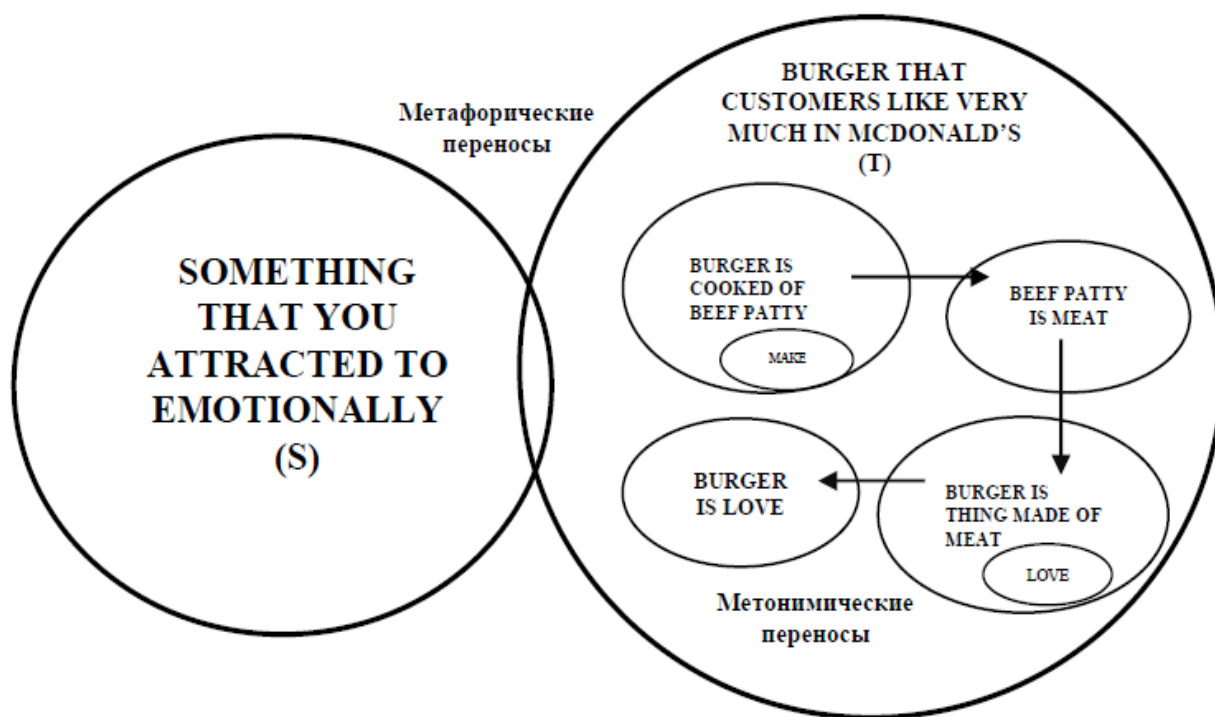 Метафорические
переносы
SOMETHING
THAT YOU
ATTRACTED TO
EMOTIONALLY
(S)
BURGER THAT
CUSTOMERS LIKE VERY
MUCH IN MCDONALD’S
(T)
BURGER IS
COOKED OF
BEEF PATTY
MAKE
BEEF PATTY
IS MEAT
BURGER IS
THING MADE OF
MEAT
LOVE
BURGER
IS LOVE
Метонимические
переносы